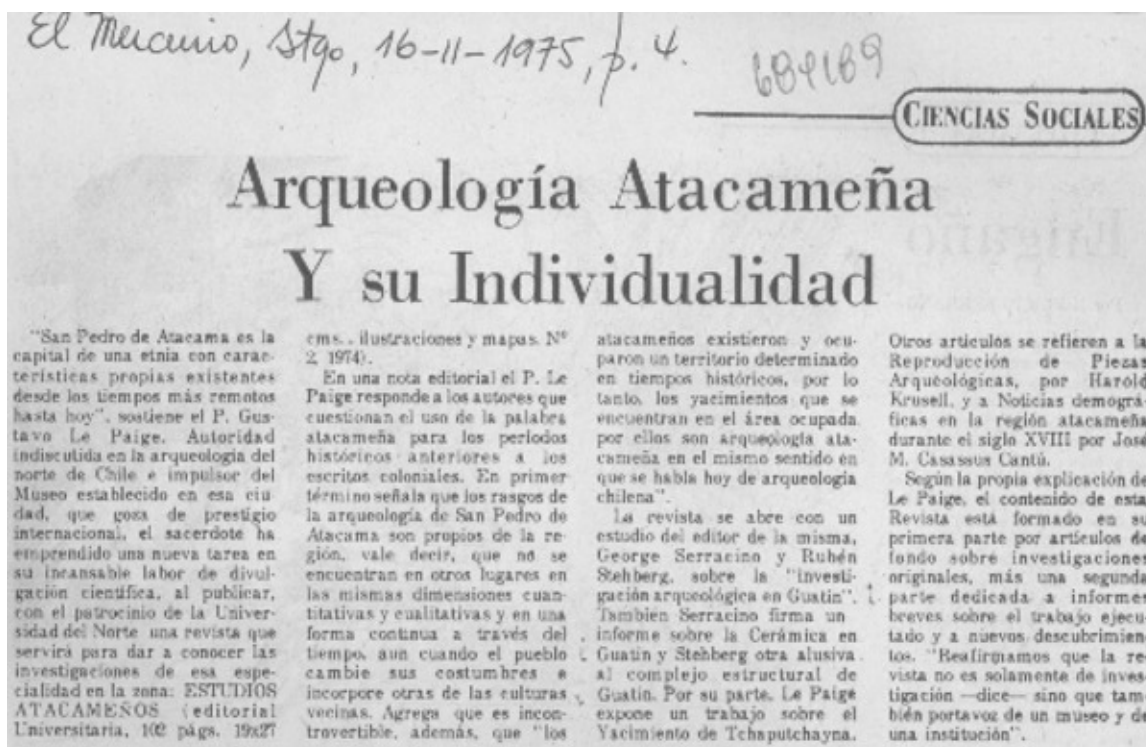 El Mercurio, Stgo, 16-11-1975, p. 4.
689189
CIENCIAS SOCIALES
Arqueología Atacameña
Y su Individualidad
"San Pedro de Atacama es la
capital de una etnia con carac-
terísticas propias existentes
desde los tiempos más remotos
hasta hoy", sostiene el P. Gus-
tavo Le Paige. Autoridad
indiscutida en la arqueología del
norte de Chile e impulsor del
Museo establecido en esa ciu-
dad, que goza de prestigio
internacional, el sacerdote ha
emprendido una nueva tarea en
su incansable labor de divul-
gación científica, al publicar,
con el patrocinio de la Univer-
sidad del Norte una revista que
servirá para dar a conocer las
investigaciones de esa espe-
cialidad en la zona: ESTUDIOS
ATACAMEÑOS (editorial
Universitaria, 102 págs. 19x27
cms., ilustraciones y mapas. Nº
2, 1974).
En una nota editorial el P. Le
Paige responde a los autores que
cuestionan el uso de la palabra
atacameña para los períodos
históricos anteriores a los
escritos coloniales. En primer
término señala que los rasgos de
la arqueología de San Pedro de
Atacama son propios de la re-
gión, vale decir, que no se
encuentran en otros lugares en
las mismas dimensiones cuan-
titativas y cualitativas y en una
forma continua a través del
tiempo, aun cuando el pueblo
cambie sus costumbres e
incorpore otras de las culturas
vecinas. Agrega que es incon-
trovertible, además, que "los
atacameños existieron y ocu-
paron un territorio determinado
en tiempos históricos, por lo
tanto, los yacimientos que se
encuentran en el área ocupada
por ellos son arqueología ata-
cameña en el mismo sentido en
que se habla hoy de arqueología
chilena".
La revista se abre con un
estudio del editor de la misma,
George Serracino y Rubén
Stehberg, sobre la "investi-
gación arqueológica en Guatin".
Tambien Serracino firma un
informe sobre la Cerámica en
Guatin y Stehberg otra alusiva
al complejo estructural de
Guatin. Por su parte, Le Paige
expone un trabajo sobre el
Yacimiento de Tchaputchayna.
Otros artículos se refieren a la
Reproducción de Piezas
Arqueológicas, por Harold
Krusell, y a Noticias demográ-
ficas en la región atacameña
durante el siglo XVIII por José
M. Casassus Cantú.
Según la propia explicación de
Le Paige, el contenido de esta
Revista está formado en su
primera parte por artículos de
fondo sobre investigaciones
originales, más una segunda
parte dedicada a informes
breves sobre el trabajo ejecu-
tado y a nuevos descubrimien
tos. "Reafirmamos que la re-
vista no es solamente de inves-
tigación —dice— sino que tam
bién portavoz de un museo y de
una institución".